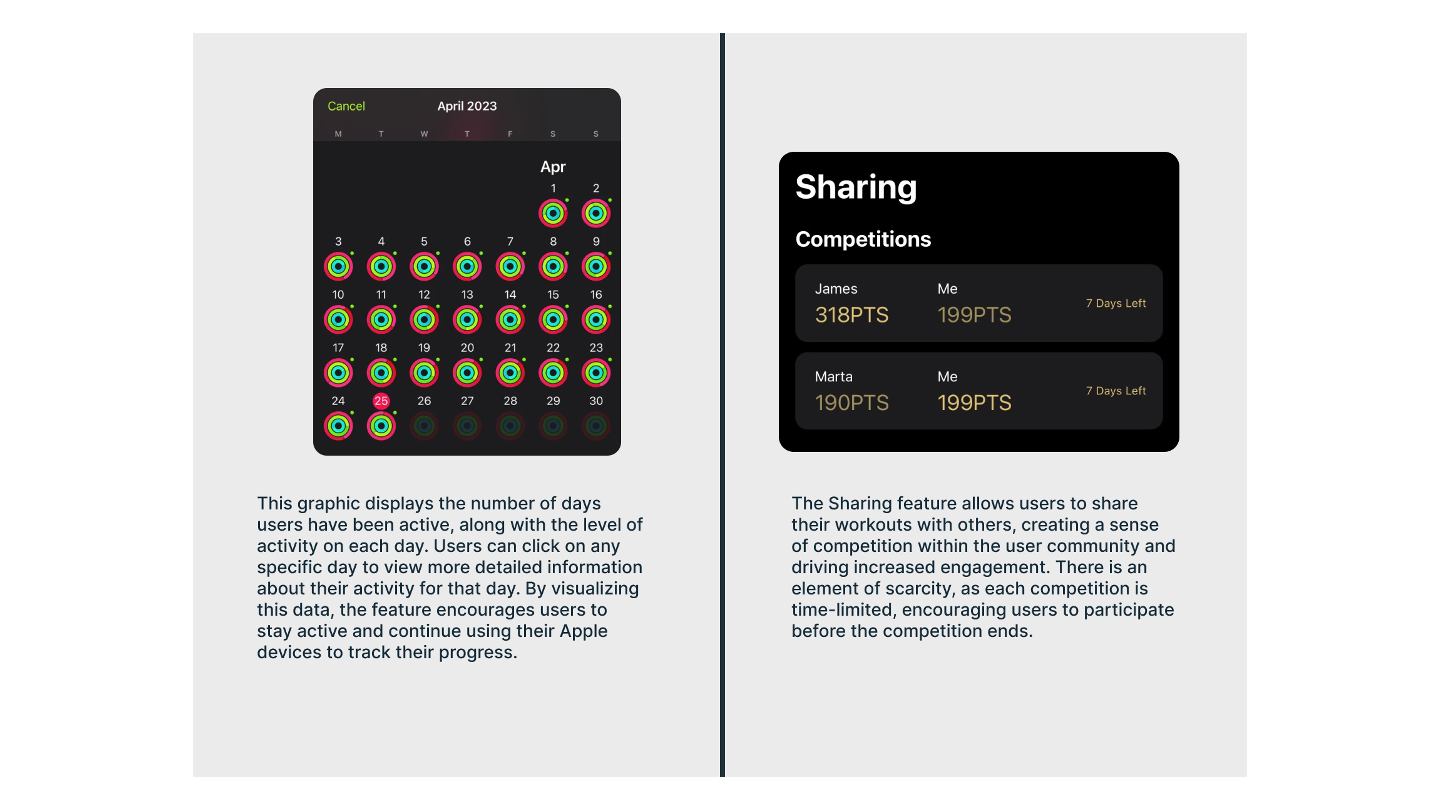 Cancel
April 2023
M T W T F S S
Apr
1 2
3 4 5 6 7 8 9
10 11 12 13 14 15 16
17 18 19 20 21 22 23
24 25 26 27 28 29 30
This graphic displays the number of days
users have been active, along with the level of
activity on each day. Users can click on any
specific day to view more detailed information
about their activity for that day. By visualizing
this data, the feature encourages users to
stay active and continue using their Apple
devices to track their progress.
Sharing
Competitions
James Me
318PTS 199PTS
7 Days Left
Marta Me
190PTS 199PTS
7 Days Left
The Sharing feature allows users to share
their workouts with others, creating a sense
of competition within the user community and
driving increased engagement. There is an
element of scarcity, as each competition is
time-limited, encouraging users to participate
before the competition ends.